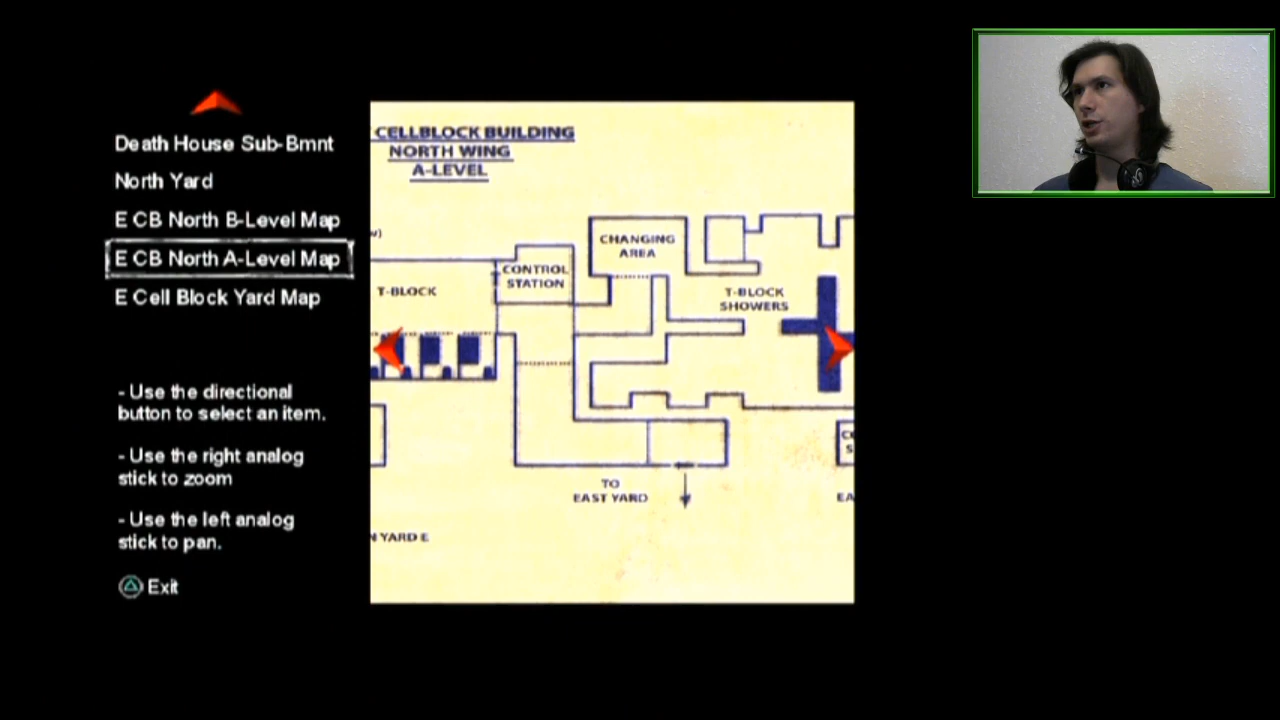 Death House Sub-Bmnt
North Yard
E CB North B-Level Map
E CB North A-Level Map
E Cell Block Yard Map
- Use the directional
button to select an item.
- Use the right analog
stick to zoom
- Use the left analog
stick to pan.
Exit
CELLBLOCK BUILDING
NORTH WING
A-LEVEL
CHANGING
AREA
CONTROL
STATION
T-BLOCK
T-BLOCK
SHOWERS
TO
EAST YARD
YARD E